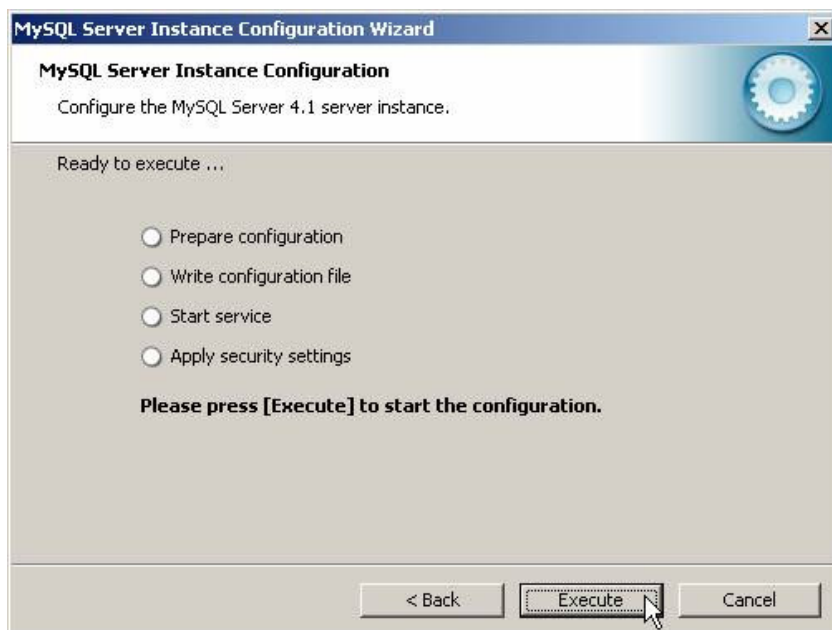 MySQL Server Instance Configuration Wizard
MySQL Server Instance Configuration
Configure the MySQL Server 4.1 server instance.
Ready to execute ...
Prepare configuration
Write configuration file
Start service
Apply security settings
Please press [Execute] to start the configuration.
< Back Execute Cancel